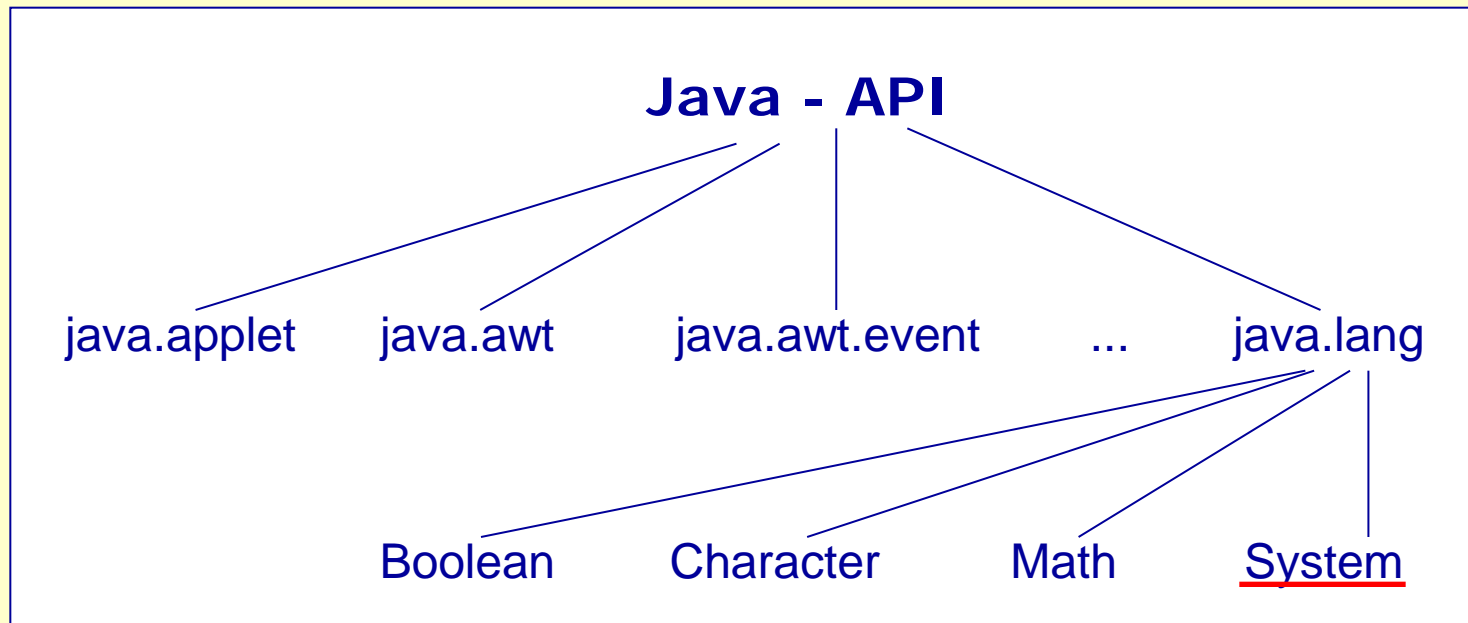 Java - API
java.applet java.awt java.awt.event ... java.lang
Boolean Character Math System